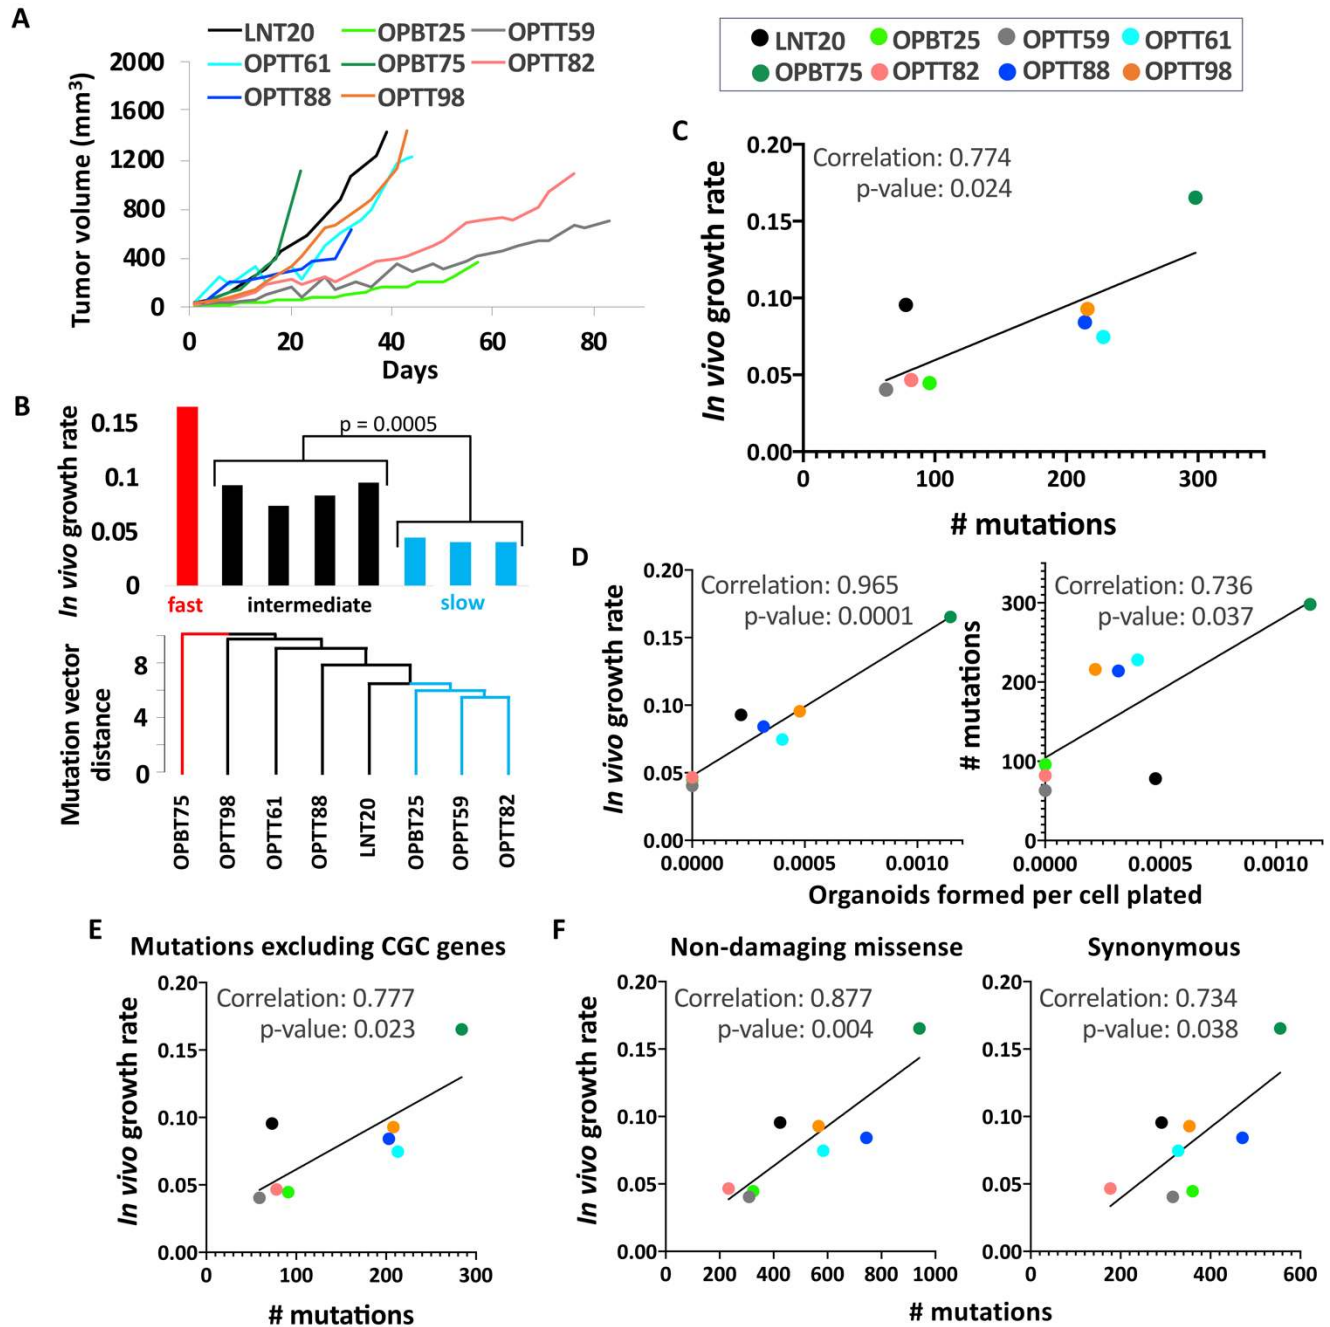 A
LNT20 OPBT25 OPTT59
OPTT61 OPBT75 OPTT82
OPTT88 OPTT98
Tumor volume (mm³)
2000
1600
1200
800
400
0
0 20 40 60 80
Days
LNT20 OPBT25 OPTT59 OPTT61
OPBT75 OPTT82 OPTT88 OPTT98
B
In vivo growth rate
0.15
0.1
0.05
0
p = 0.0005
fast intermediate slow
Mutation vector
distance
8
4
0
OPBT75
OPTT98
OPTT61
OPTT88
LNT20
OPBT25
OPPT59
OPTT82
C
In vivo growth rate
0.20
0.15
0.10
0.05
0.00
Correlation: 0.774
p-value: 0.024
0 100 200 300
# mutations
D
In vivo growth rate
0.20
0.15
0.10
0.05
0.00
Correlation: 0.965
p-value: 0.0001
0.0000 0.0005 0.0010
# mutations
300
200
100
0
Correlation: 0.736
p-value: 0.037
0.0000 0.0005 0.0010
Organoids formed per cell plated
E
Mutations excluding CGC genes
In vivo growth rate
0.20
0.15
0.10
0.05
0.00
Correlation: 0.777
p-value: 0.023
0 100 200 300
# mutations
F
Non-damaging missense
In vivo growth rate
0.20
0.15
0.10
0.05
0.00
Correlation: 0.877
p-value: 0.004
0 200 400 600 800 1000
Synonymous
0.20
0.15
0.10
0.05
0.00
Correlation: 0.734
p-value: 0.038
0 200 400 600
# mutations